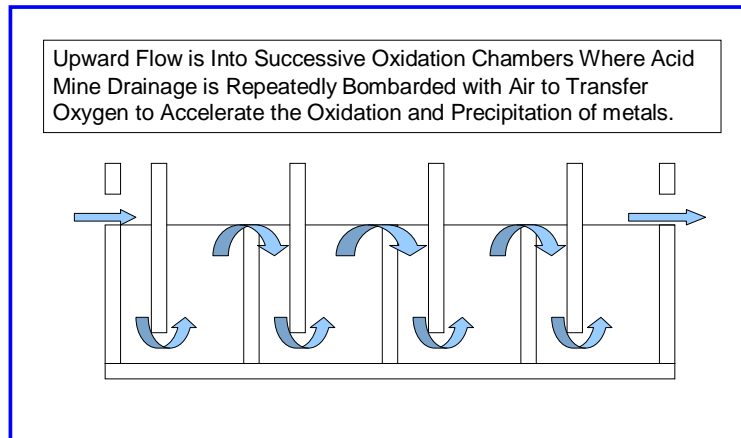 Upward Flow is Into Successive Oxidation Chambers Where Acid
Mine Drainage is Repeatedly Bombarded with Air to Transfer
Oxygen to Accelerate the Oxidation and Precipitation of metals.